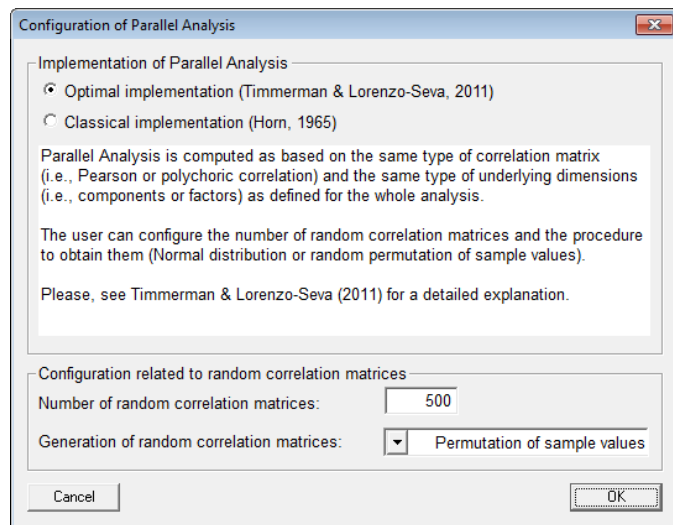 Configuration of Parallel Analysis
Implementation of Parallel Analysis
Optimal implementation (Timmerman & Lorenzo-Seva, 2011)
Classical implementation (Horn, 1965)
Parallel Analysis is computed as based on the same type of correlation matrix
(i.e., Pearson or polychoric correlation) and the same type of underlying dimensions
(i.e., components or factors) as defined for the whole analysis.
The user can configure the number of random correlation matrices and the procedure
to obtain them (Normal distribution or random permutation of sample values).
Please, see Timmerman & Lorenzo-Seva (2011) for a detailed explanation.
Configuration related to random correlation matrices
Number of random correlation matrices: 500
Generation of random correlation matrices: Permutation of sample values
Cancel OK